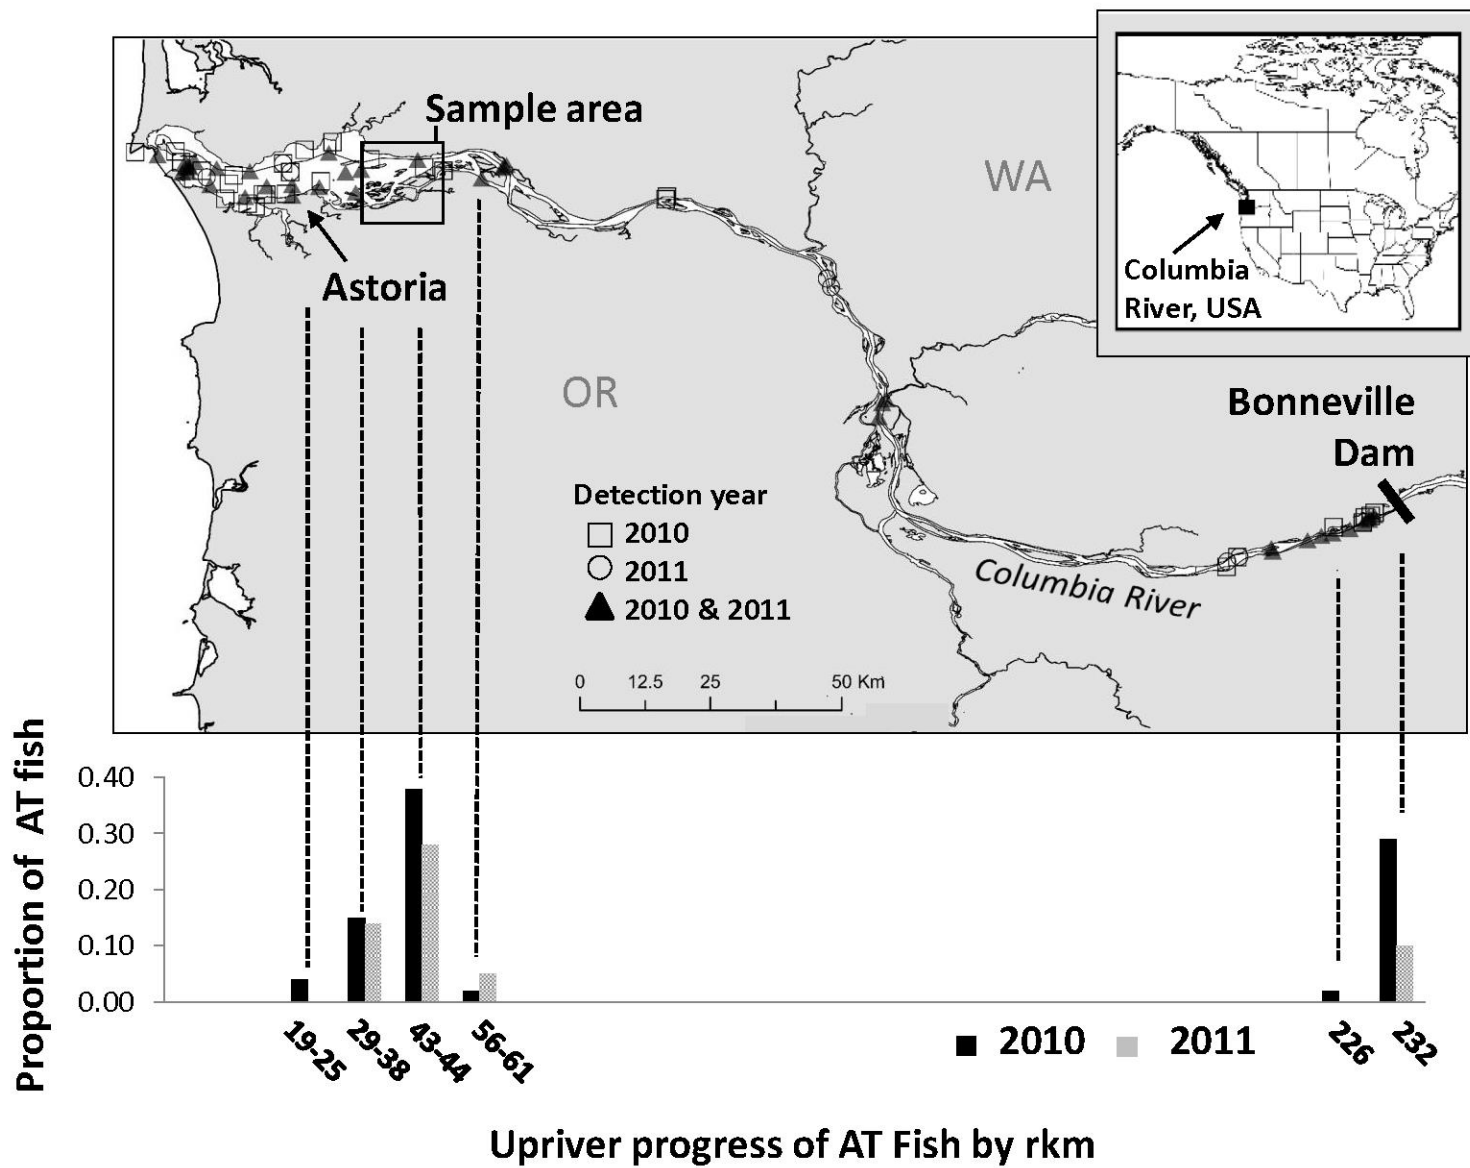 Sample area
WA
Columbia
River, USA
Astoria
OR
Bonneville
Dam
Detection year
2010
2011
2010 & 2011
Columbia River
0 12.5 25 50 Km
Proportion of AT fish
0.40
0.30
0.20
0.10
0.00
19-25 29-38 43-44 56-61 226 232
2010 2011
Upriver progress of AT Fish by rkm